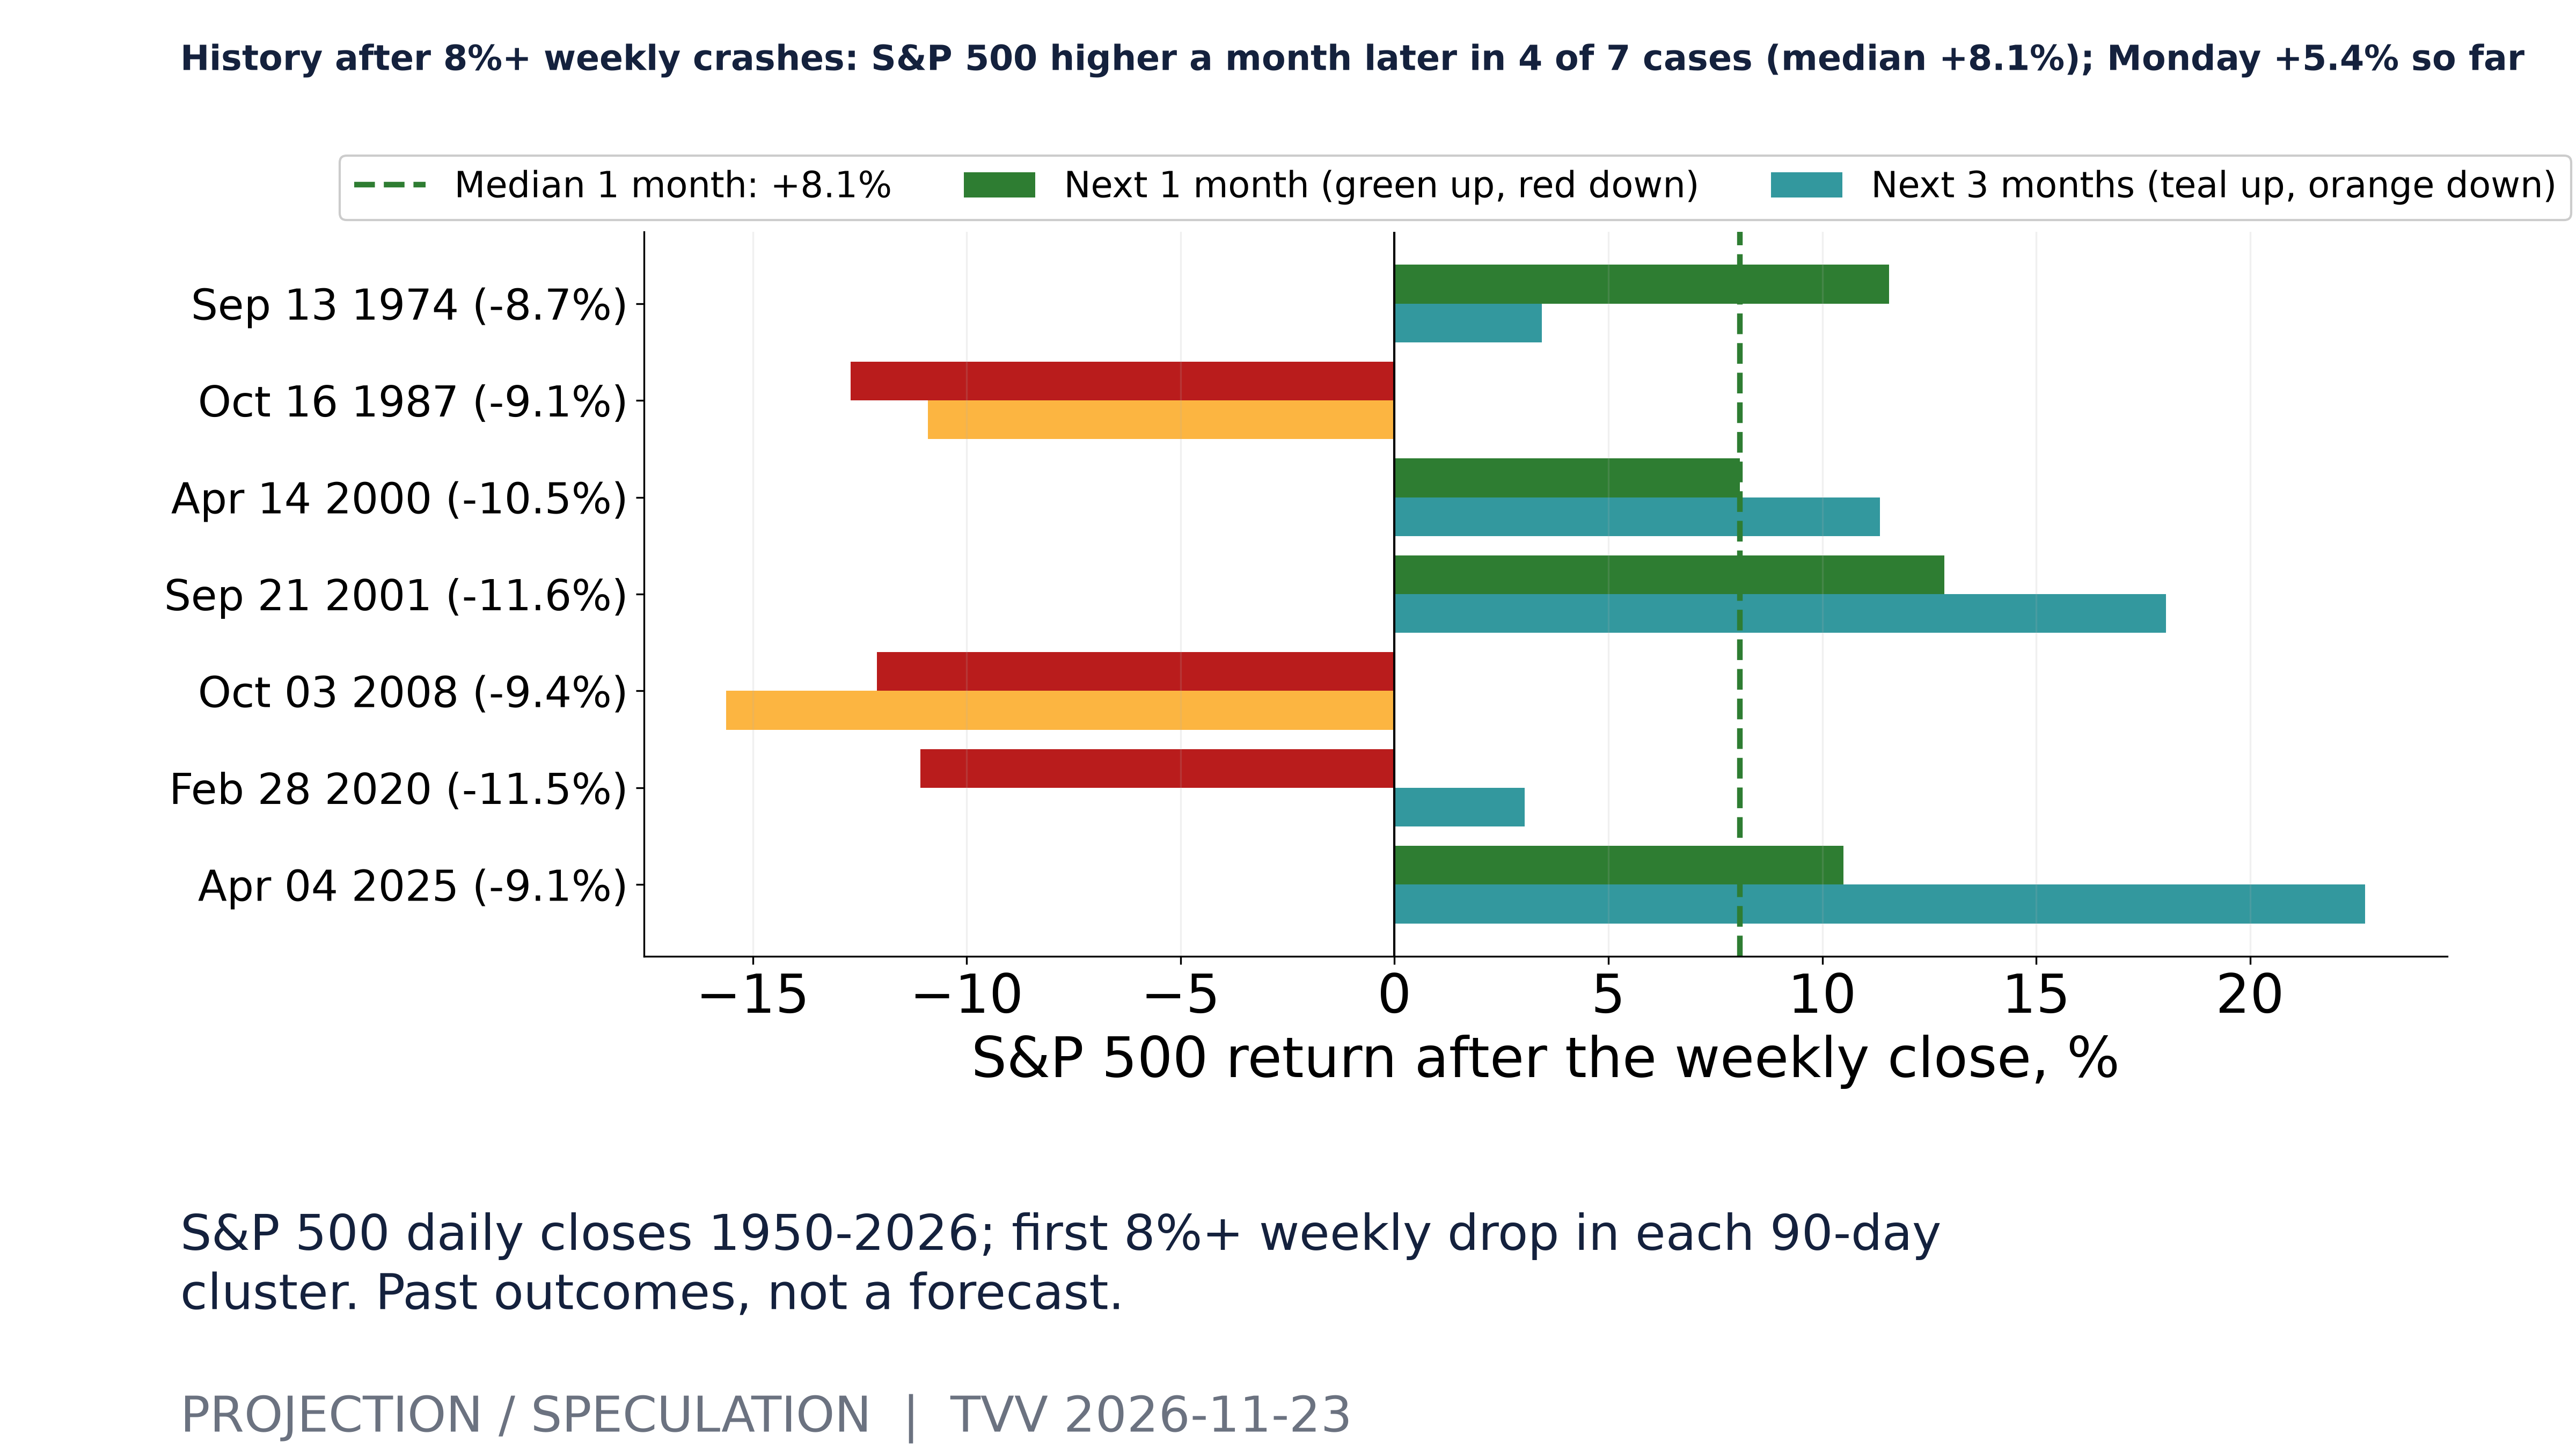 History after 8%+ weekly crashes: S&P 500 higher a month later in 4 of 7 cases (median +8.1%); Monday +5.4% so far
Median 1 month: +8.1%
Next 1 month (green up, red down)
Next 3 months (teal up, orange down)
Sep 13 1974 (-8.7%)
Oct 16 1987 (-9.1%)
Apr 14 2000 (-10.5%)
Sep 21 2001 (-11.6%)
Oct 03 2008 (-9.4%)
Feb 28 2020 (-11.5%)
Apr 04 2025 (-9.1%)
−15 −10 −5 0 5 10 15 20
S&P 500 return after the weekly close, %
S&P 500 daily closes 1950-2026; first 8%+ weekly drop in each 90-day
cluster. Past outcomes, not a forecast.
PROJECTION / SPECULATION | TVV 2026-11-23